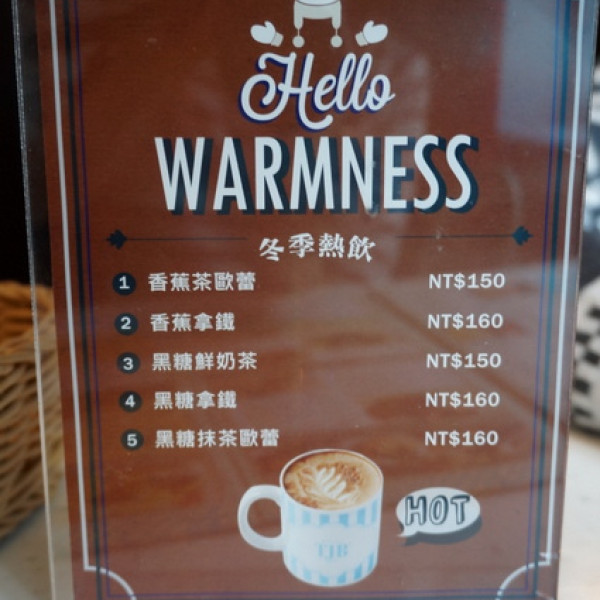 Hello
WARMNESS
冬季熱飲
1 香蕉茶歐蕾 NT$150
2 香蕉拿鐵 NT$160
3 黑糖鮮奶茶 NT$150
4 黑糖拿鐵 NT$160
5 黑糖抹茶歐蕾 NT$160
HOT